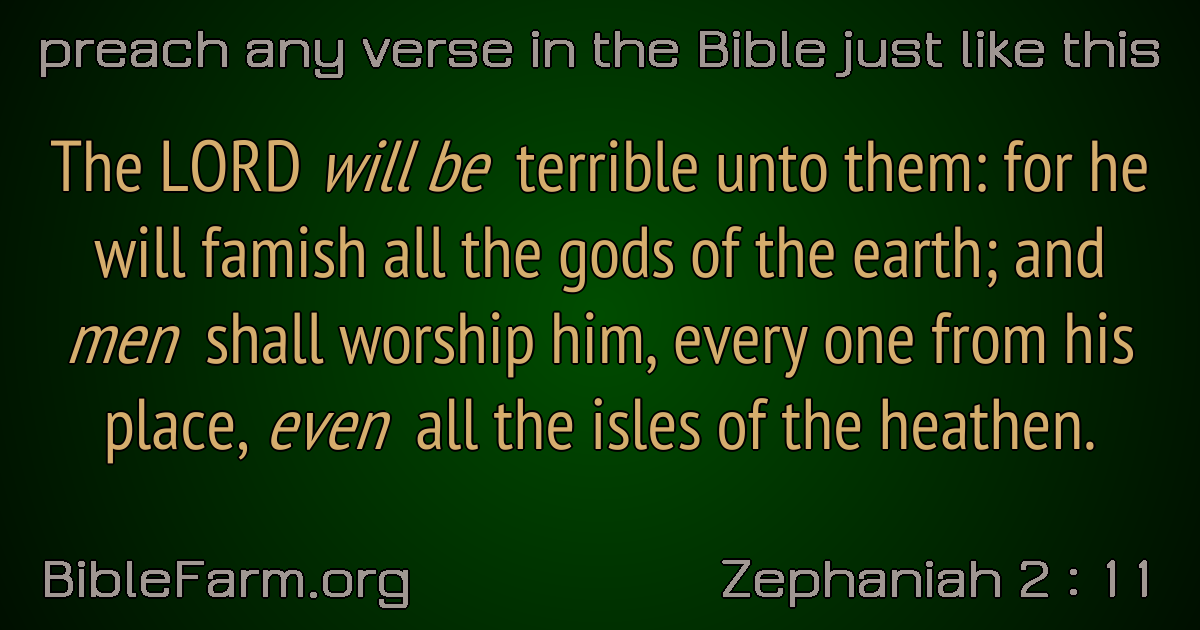 preach any verse in the Bible just like this
The LORD will be terrible unto them: for he
will famish all the gods of the earth; and
men shall worship him, every one from his
place, even all the isles of the heathen.
BibleFarm.org
Zephaniah 2 : 11